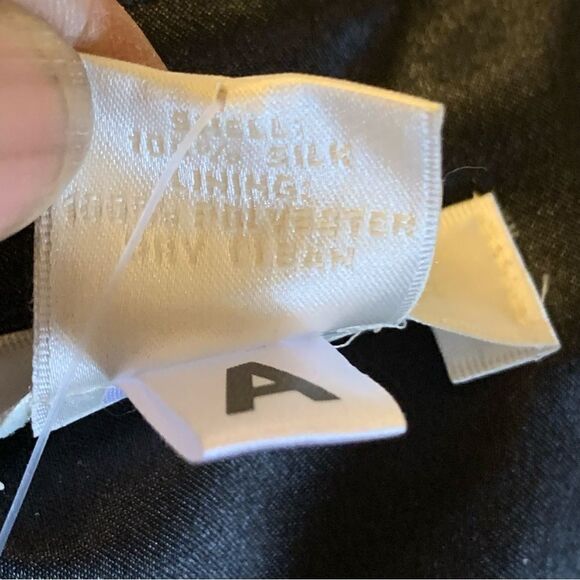 SHELL:
100% SILK
LINING:
100% POLYESTER
DRY CLEAN
A